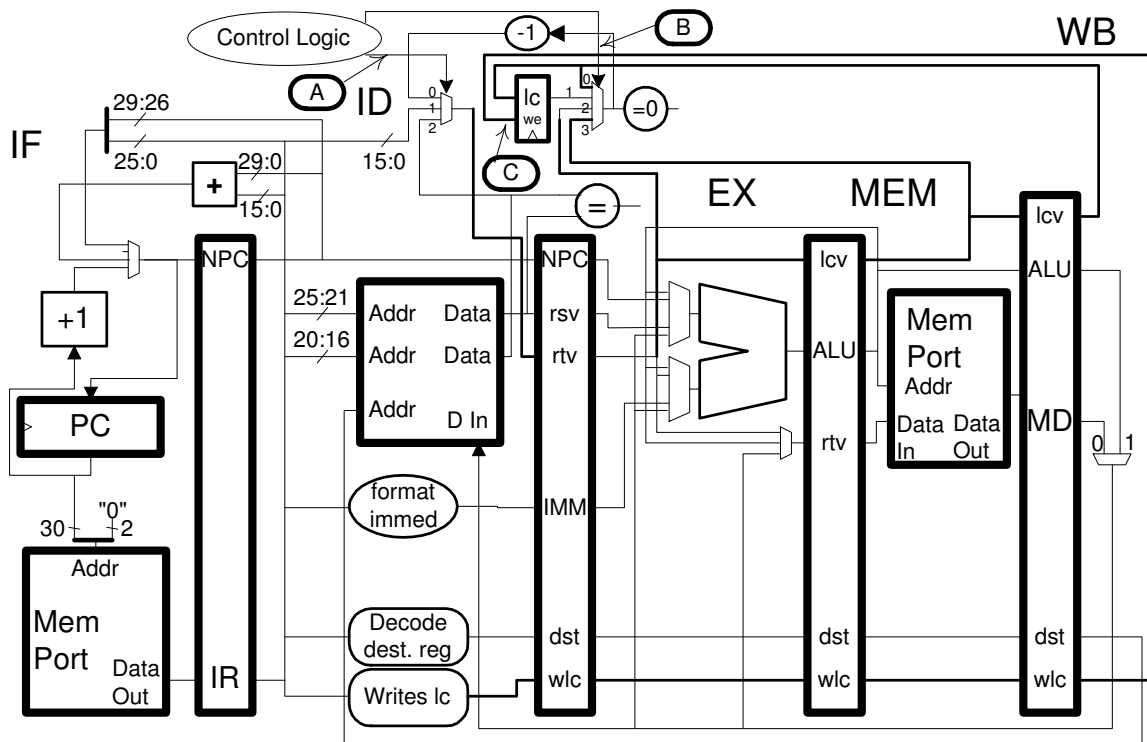 Control Logic
-1
B
WB
A
ID
0
1
2
lc
we
0
1
2
3
=0
IF
29:26
25:0
15:0
C
+
29:0
15:0
=
EX
MEM
lcv
NPC
NPC
lcv
ALU
25:21
Addr
Data
rsv
Mem
Port
+1
20:16
Addr
Data
rtv
ALU
Addr
Addr
D In
PC
rtv
Data
In
Data
Out
MD
0
1
format
immed
IMM
30
"0"
2
Addr
Mem
Port
Data
Out
IR
Decode
dest. reg
dst
dst
dst
Writes lc
wlc
wlc
wlc